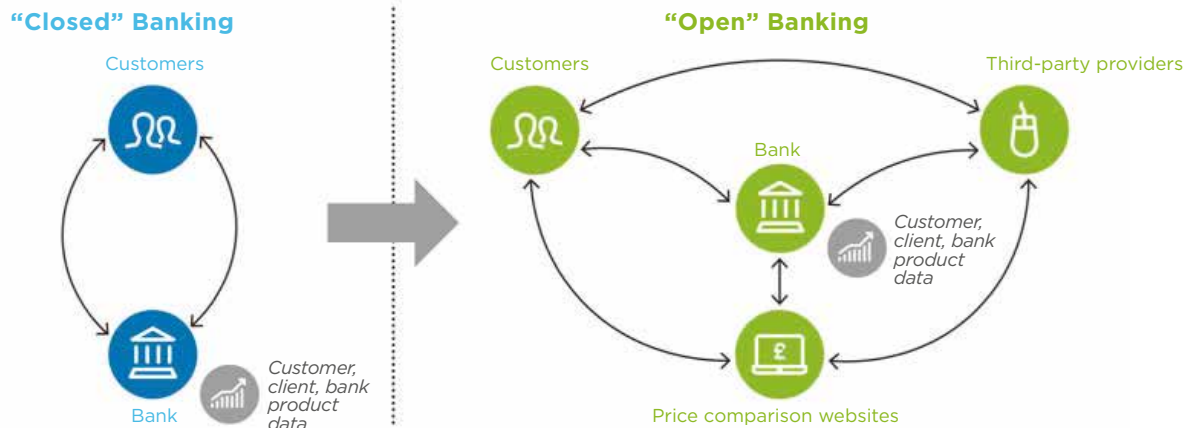 “Closed” Banking
Customers
Bank
Customer,
client, bank
product
data
“Open” Banking
Customers
Third-party providers
Bank
Customer,
client, bank
product
data
£
Price comparison websites